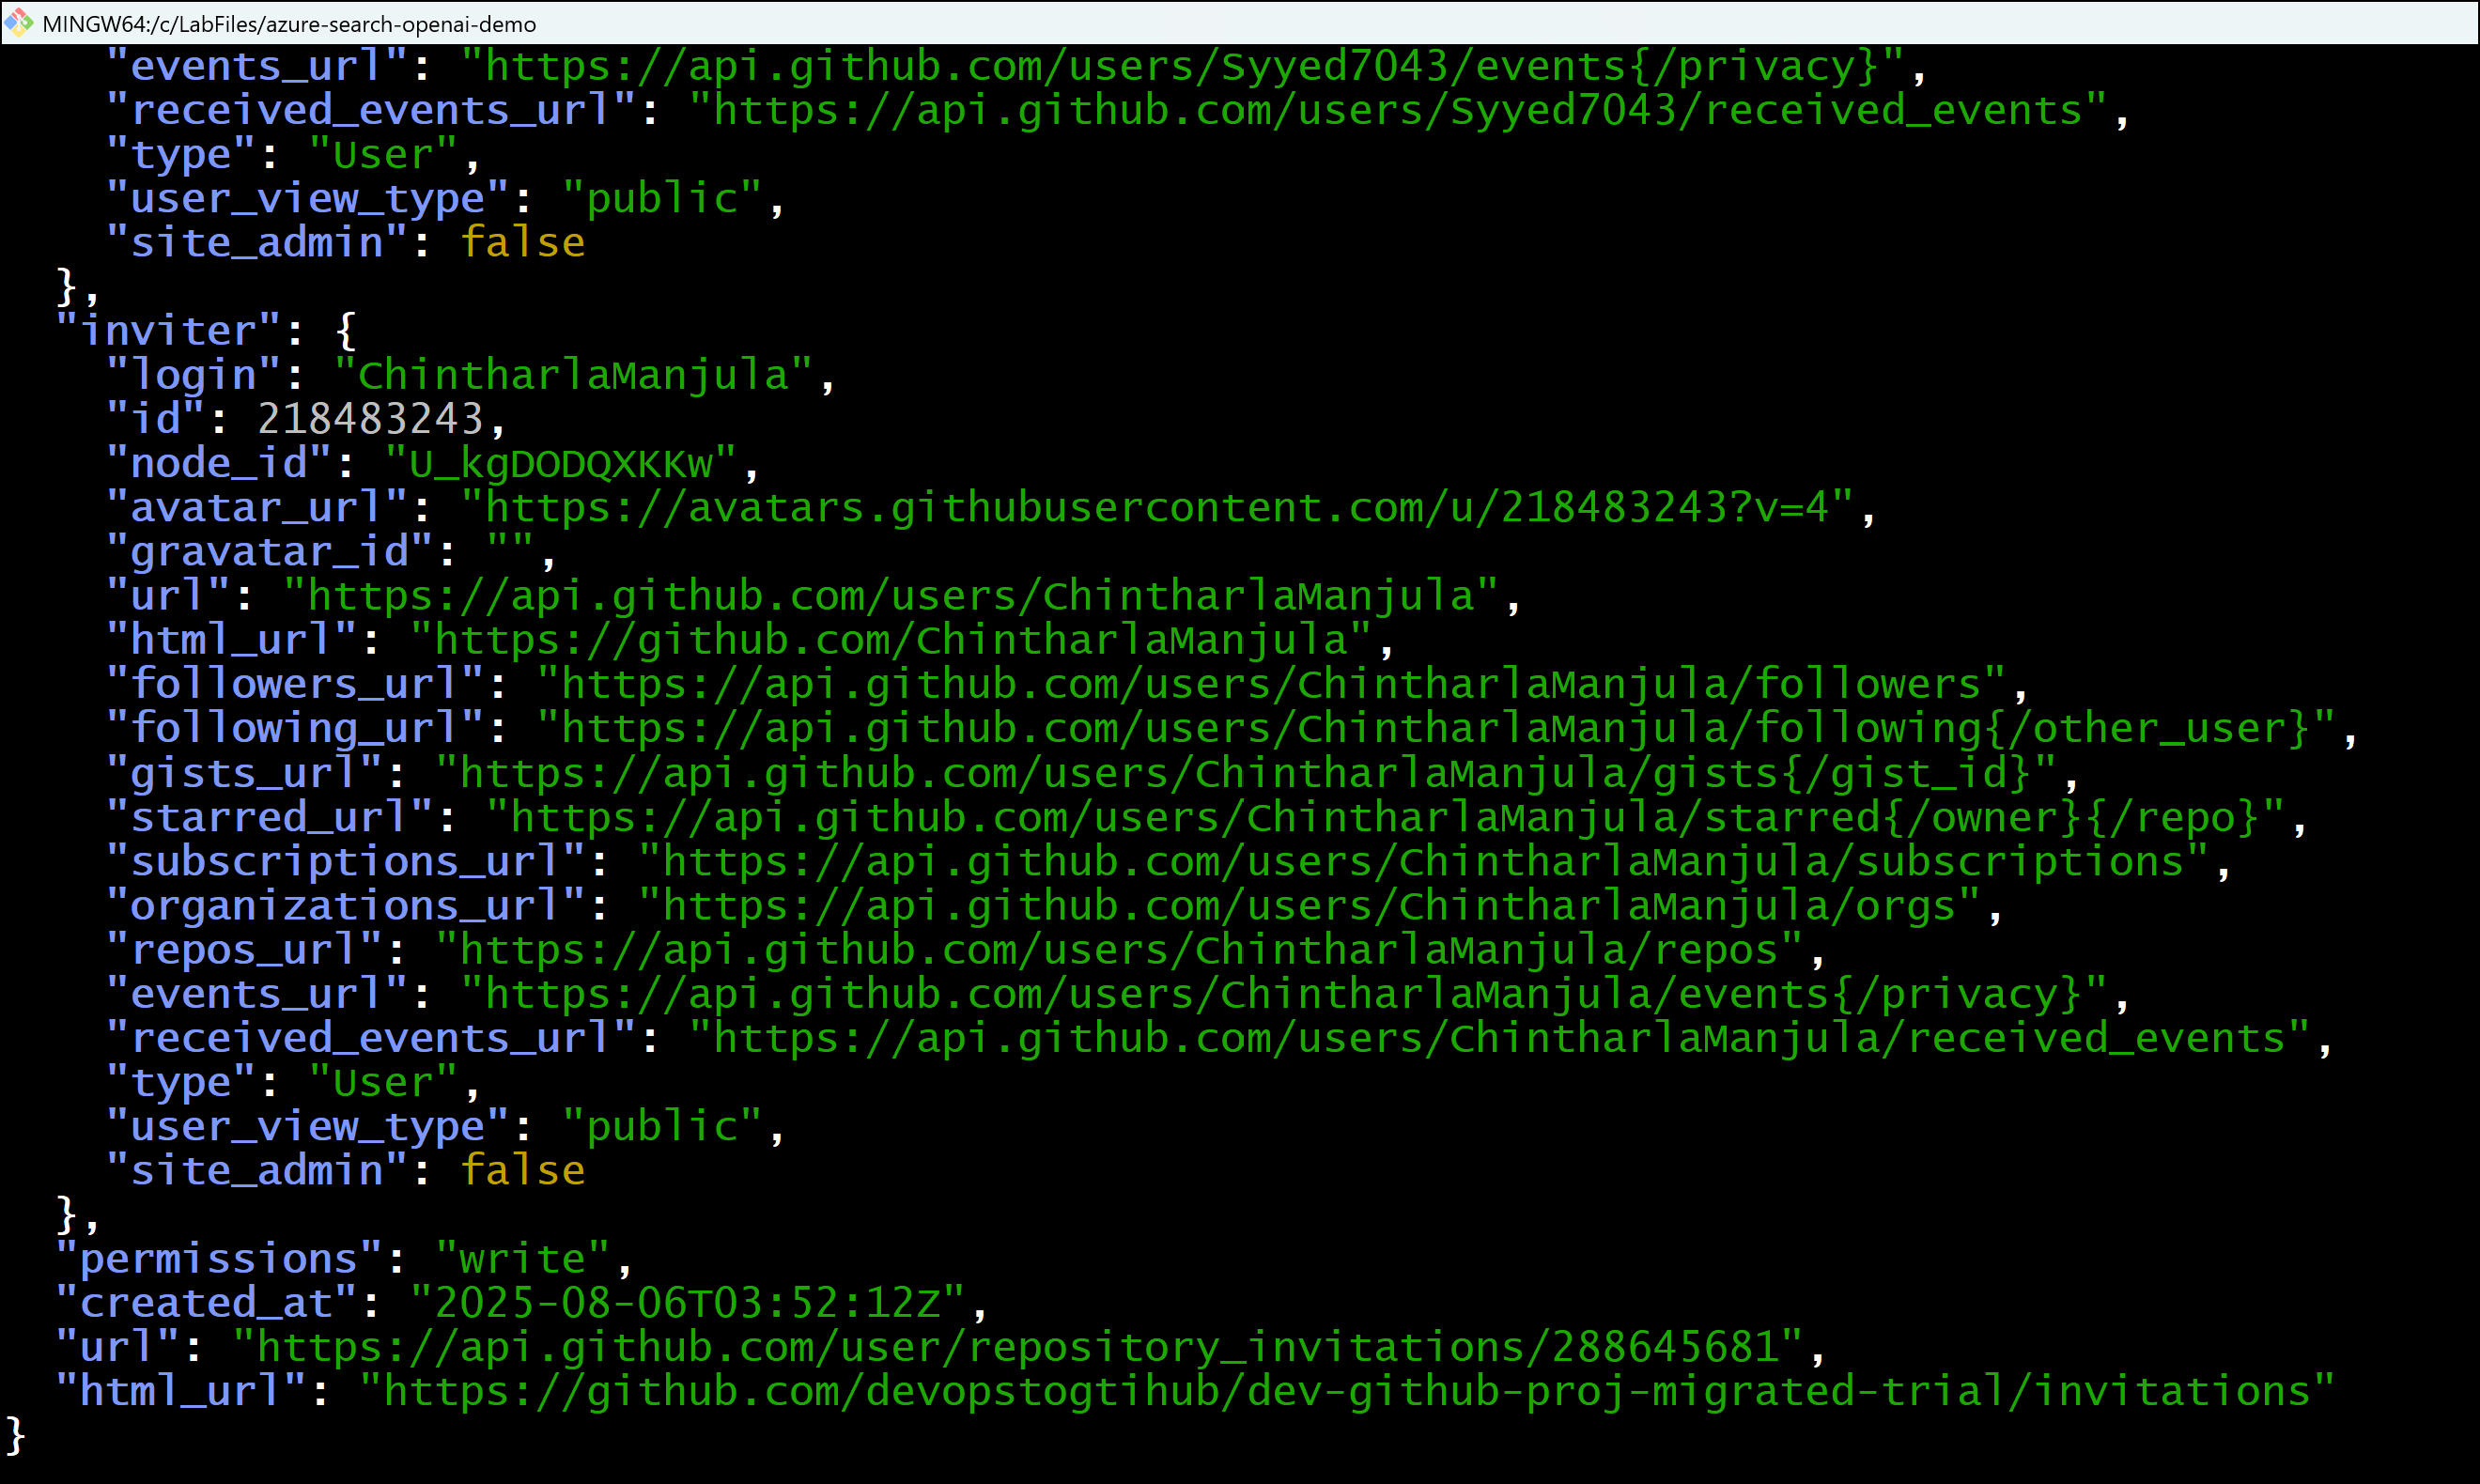 MINGW64:/c/LabFiles/azure-search-openai-demo
"events_url": "https://api.github.com/users/Syyed7043/events{/privacy}",
"received_events_url": "https://api.github.com/users/Syyed7043/received_events",
"type": "User",
"user_view_type": "public",
"site_admin": false
},
"inviter": {
"login": "ChintharlaManjula",
"id": 218483243,
"node_id": "U_kgDODQXKKw",
"avatar_url": "https://avatars.githubusercontent.com/u/218483243?v=4",
"gravatar_id": "",
"url": "https://api.github.com/users/ChintharlaManjula",
"html_url": "https://github.com/ChintharlaManjula",
"followers_url": "https://api.github.com/users/ChintharlaManjula/followers",
"following_url": "https://api.github.com/users/ChintharlaManjula/following{/other_user}",
"gists_url": "https://api.github.com/users/ChintharlaManjula/gists{/gist_id}",
"starred_url": "https://api.github.com/users/ChintharlaManjula/starred{/owner}{/repo}",
"subscriptions_url": "https://api.github.com/users/ChintharlaManjula/subscriptions",
"organizations_url": "https://api.github.com/users/ChintharlaManjula/orgs",
"repos_url": "https://api.github.com/users/ChintharlaManjula/repos",
"events_url": "https://api.github.com/users/ChintharlaManjula/events{/privacy}",
"received_events_url": "https://api.github.com/users/ChintharlaManjula/received_events",
"type": "User",
"user_view_type": "public",
"site_admin": false
},
"permissions": "write",
"created_at": "2025-08-06T03:52:12Z",
"url": "https://api.github.com/user/repository_invitations/288645681",
"html_url": "https://github.com/devopstogtihub/dev-github-proj-migrated-trial/invitations"
}